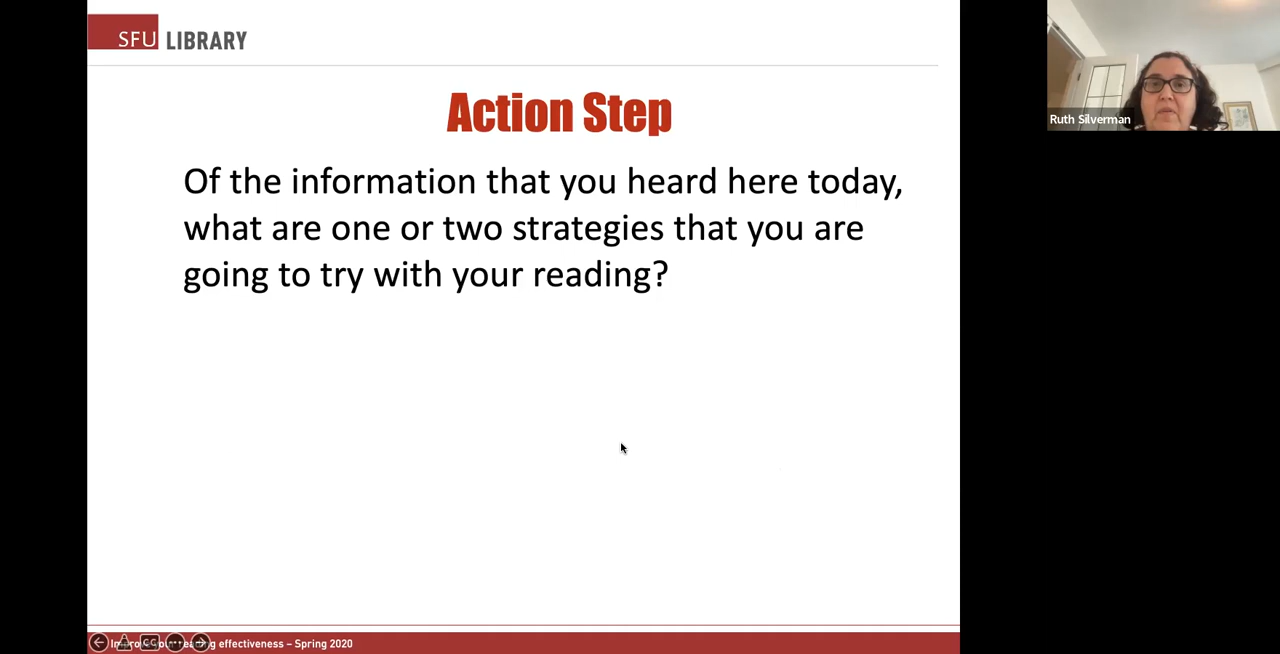 SFU LIBRARY
Ruth Silverman
Action Step
Of the information that you heard here today,
what are one or two strategies that you are
going to try with your reading?
effectiveness – Spring 2020